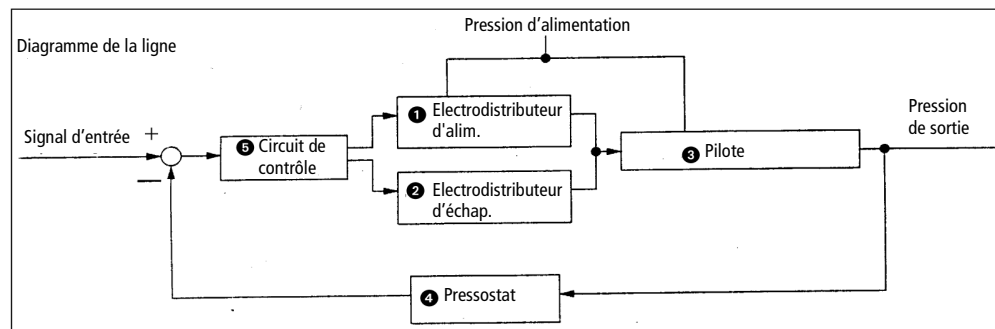 Pression d’alimentation
Diagramme de la ligne
❶ Electrodistributeur
d'alim.
Pression
de sortie
Signal d’entrée
+
❺ Circuit de
contrôle
❸ Pilote
—
❷ Electrodistributeur
d’échap.
❹ Pressostat